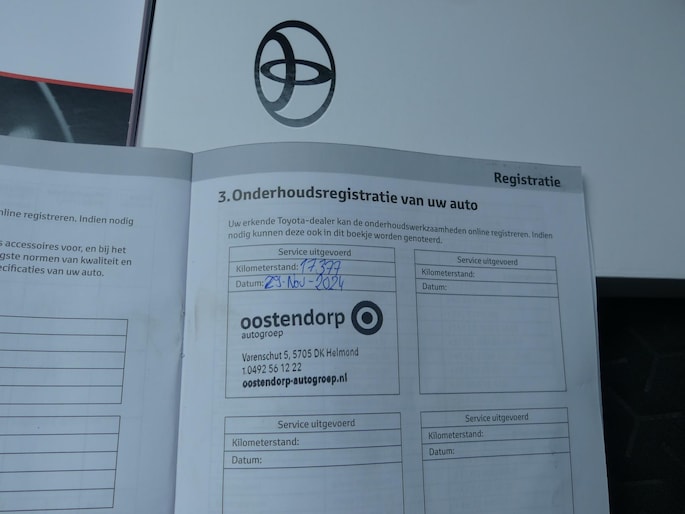 nline registreren. Indien nodig
s accessoires voor, en bij het
gste normen van kwaliteit en
ecificaties van uw auto.
Registratie
3.Onderhoudsregistratie van uw auto
Uw erkende Toyota-dealer kan de onderhoudswerkzaamheden online registreren. Indien
nodig kunnen deze ook in dit boekje worden genoteerd.
Service uitgevoerd
Kilometerstand: 17.377
Datum: 29-Nov-2024
oostendorp
autogroep
Varenschut 5, 5705 DK Helmond
t.0492 56 12 22
oostendorp-autogroep.nl
Service uitgevoerd
Kilometerstand:
Datum:
Service uitgevoerd
Kilometerstand:
Datum:
Service uitgevoerd
Kilometerstand:
Datum: